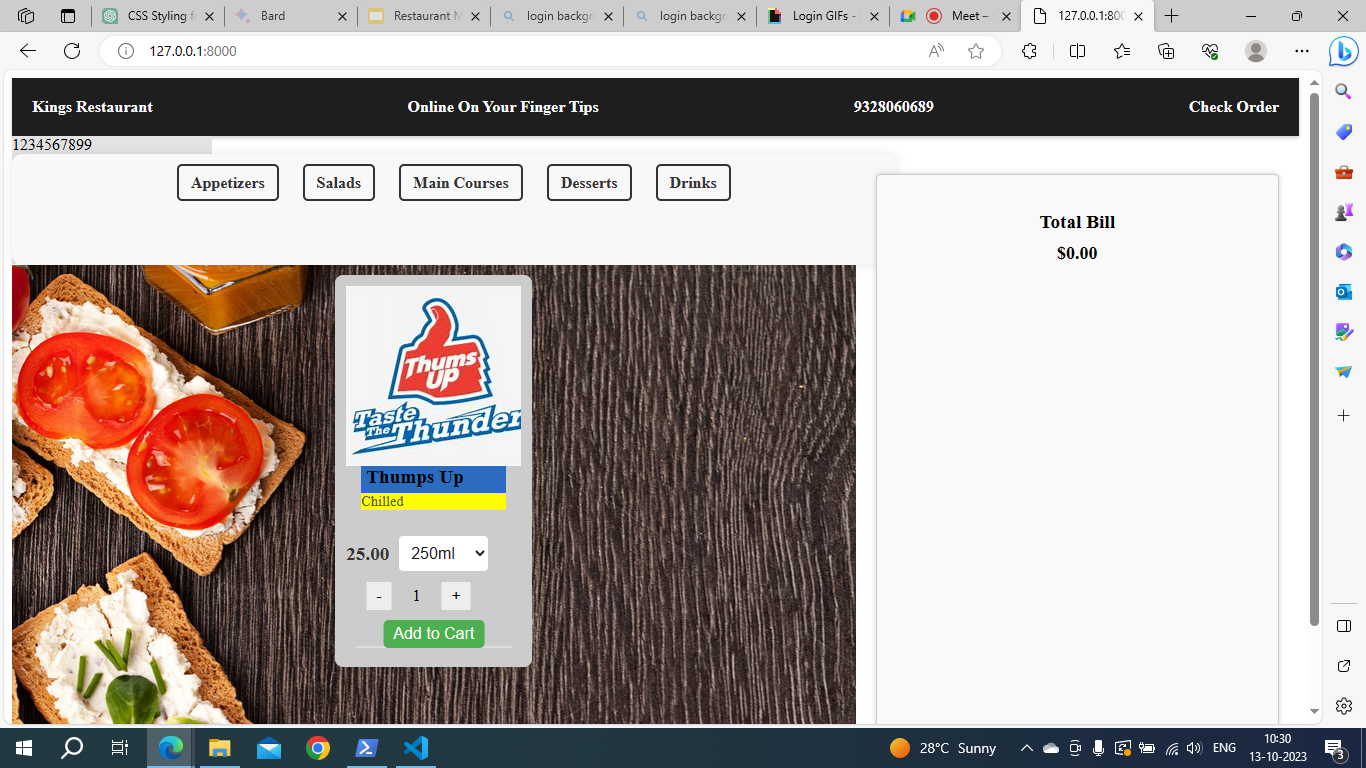 CSS Styling fa
Bard
Restaurant M
login backgr
login backgr
Login GIFs -
Meet –
127.0.0.1:800
127.0.0.1:8000
Kings Restaurant
Online On Your Finger Tips
9328060689
Check Order
1234567899
Appetizers
Salads
Main Courses
Desserts
Drinks
Total Bill
$0.00
Thums
UP
Taste
The Thunder
Thumps Up
Chilled
25.00
250ml
-
1
+
Add to Cart
28°C Sunny
ENG
10:30
13-10-2023
3